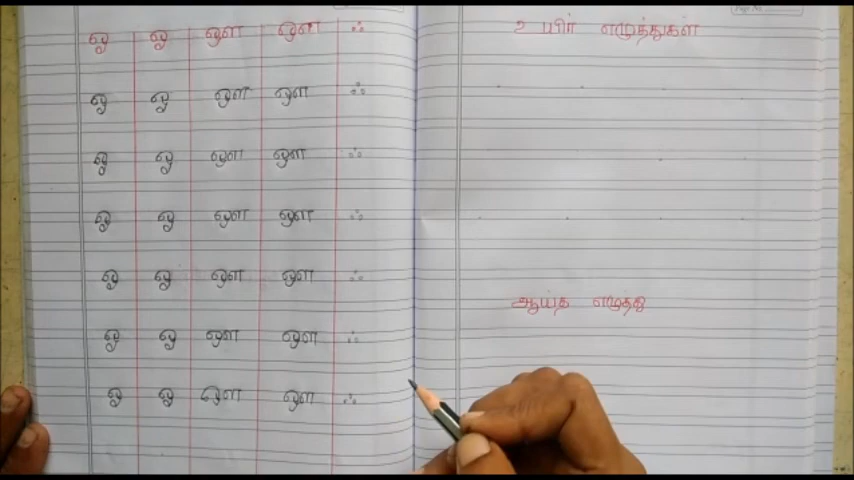 ஓ ஓ ஔ ஔ ஃ
ஓ ஓ ஔ ஔ ஃ
ஓ ஓ ஔ ஔ ஃ
ஓ ஓ ஔ ஔ ஃ
ஓ ஓ ஔ ஔ ஃ
ஓ ஓ ஔ ஔ ஃ
ஓ ஓ ஔ ஔ ஃ
உயிர் எழுத்துகள்
ஆய்த எழுத்து